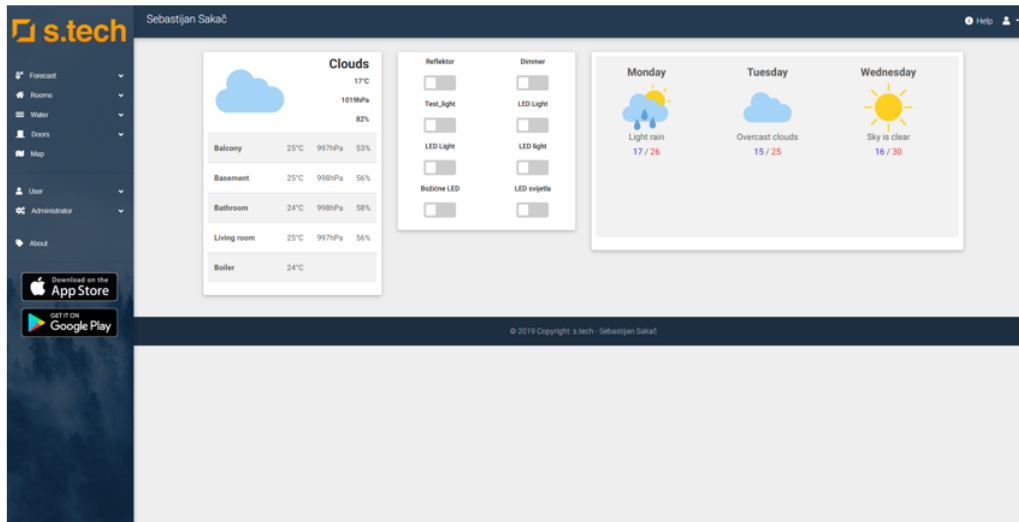 s.tech
Sebastijan Sakač
Help
Forecast
Rooms
Water
Doors
Map
User
Administrator
About
Download on the
App Store
GET IT ON
Google Play
Clouds
17°C
1019hPa
82%
Balcony 25°C 997hPa 53%
Basement 25°C 998hPa 56%
Bathroom 24°C 998hPa 58%
Living room 25°C 997hPa 56%
Boiler 24°C
Reflektor Dimmer
Test_light LED Light
LED Light LED light
Božićne LED LED svijetla
Monday Tuesday Wednesday
Light rain Overcast clouds Sky is clear
17 / 26 15 / 25 16 / 30
© 2019 Copyright: s.tech - Sebastijan Sakač